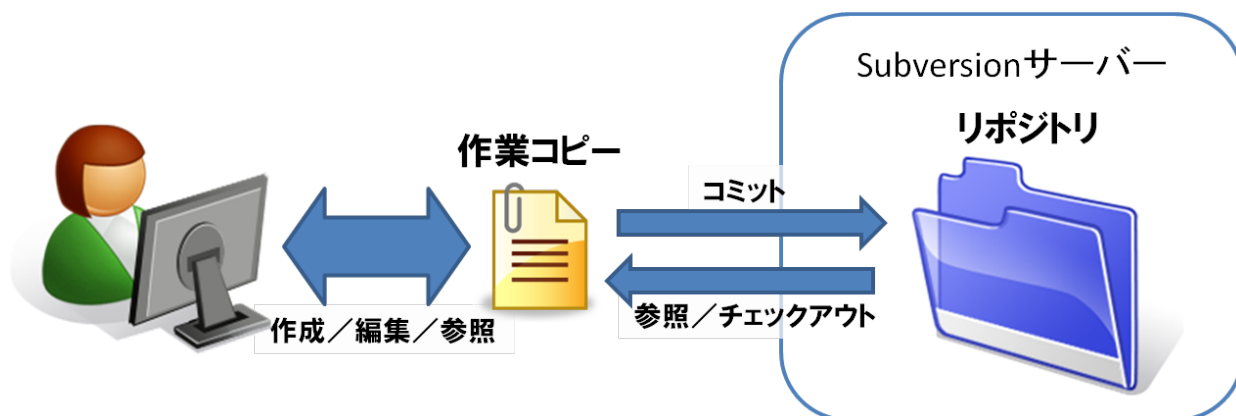 Subversionサーバー
リポジトリ
作業コピー
コミット
参照／チェックアウト
作成／編集／参照